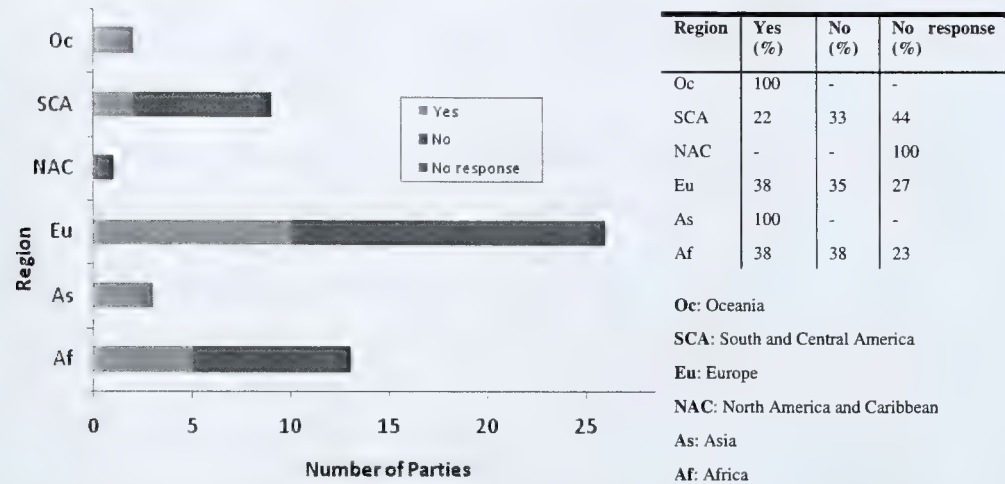 Oc
SCA
NAC
Eu
As
Af
Region
0 5 10 15 20 25
Number of Parties
Yes
No
No response
Region Yes (%) No (%) No response (%)
Oc 100 - -
SCA 22 33 44
NAC - - 100
Eu 38 35 27
As 100 - -
Af 38 38 23
Oc: Oceania
SCA: South and Central America
Eu: Europe
NAC: North America and Caribbean
As: Asia
Af: Africa